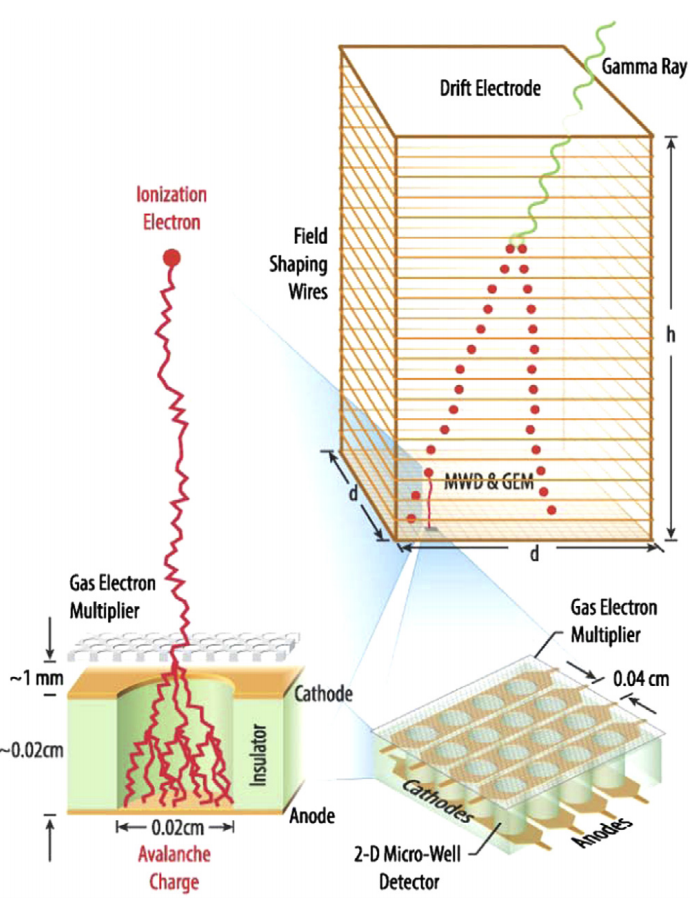 Gamma Ray
Drift Electrode
Ionization
Electron
Field
Shaping
Wires
h
MWD & GEM
d
d
Gas Electron
Multiplier
~1 mm
Cathode
~0.02cm
Insulator
Anode
0.02cm
Avalanche
Charge
Gas Electron
Multiplier
0.04 cm
Cathodes
Anodes
2-D Micro-Well
Detector